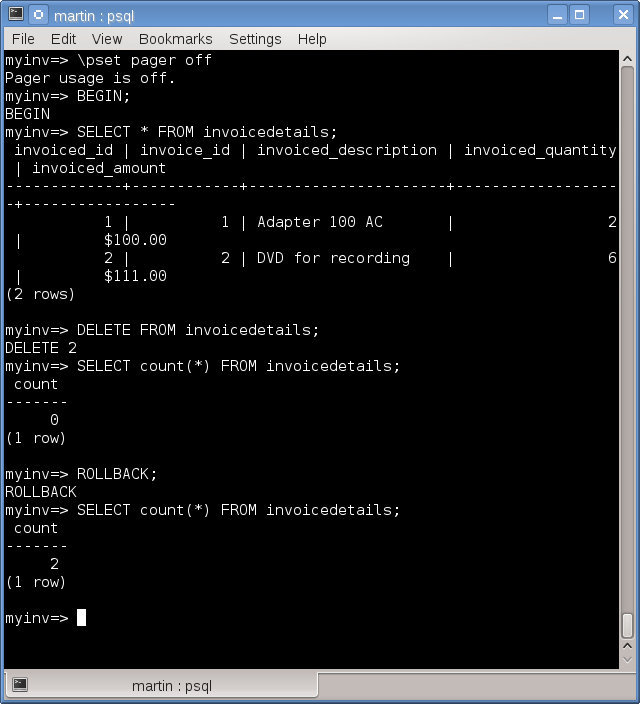 martin : psql
File Edit View Bookmarks Settings Help
myinv=> \pset pager off
Pager usage is off.
myinv=> BEGIN;
BEGIN
myinv=> SELECT * FROM invoicedetails;
 invoiced_id | invoice_id | invoiced_description | invoiced_quantity
 | invoiced_amount
-------------+------------+----------------------+------------------
-+-----------------
           1 |          1 | Adapter 100 AC       |                 2
 |         $100.00
           2 |          2 | DVD for recording    |                 6
 |         $111.00
(2 rows)

myinv=> DELETE FROM invoicedetails;
DELETE 2
myinv=> SELECT count(*) FROM invoicedetails;
 count
-------
     0
(1 row)

myinv=> ROLLBACK;
ROLLBACK
myinv=> SELECT count(*) FROM invoicedetails;
 count
-------
     2
(1 row)

myinv=>
martin : psql